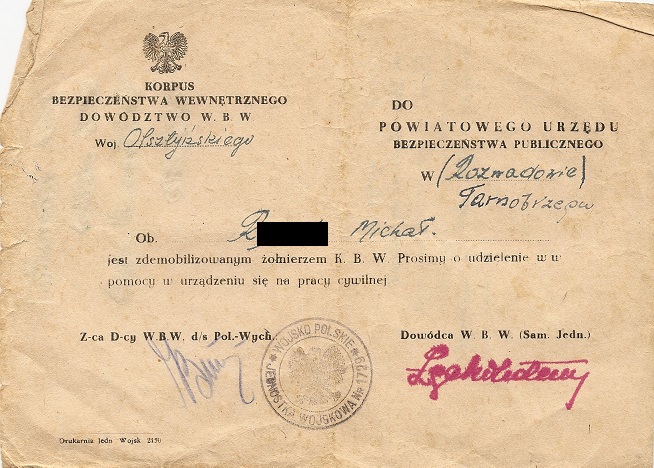 KORPUS
BEZPIECZEŃSTWA WEWNĘTRZNEGO
DOWÓDZTWO W. B. W
Woj. Olsztyńskiego
DO
POWIATOWEGO URZĘDU
BEZPIECZEŃSTWA PUBLICZNEGO
W (Rozwadowie)
Tarnobrzegu
Ob. R Michał.
jest zdemobilizowanym żołnierzem K. B. W. Prosimy o udzielenie w w
pomocy w urządzeniu się na pracy cywilnej
Z-ca D-cy W.B.W. d/s Pol.-Wych.
Dowódca W. B. W. (Sam. Jedn.)
WOJSKO POLSKIE
JEDNOSTKA WOJSKOWA Nr
Drukarnia Jedn Wojsk 2150